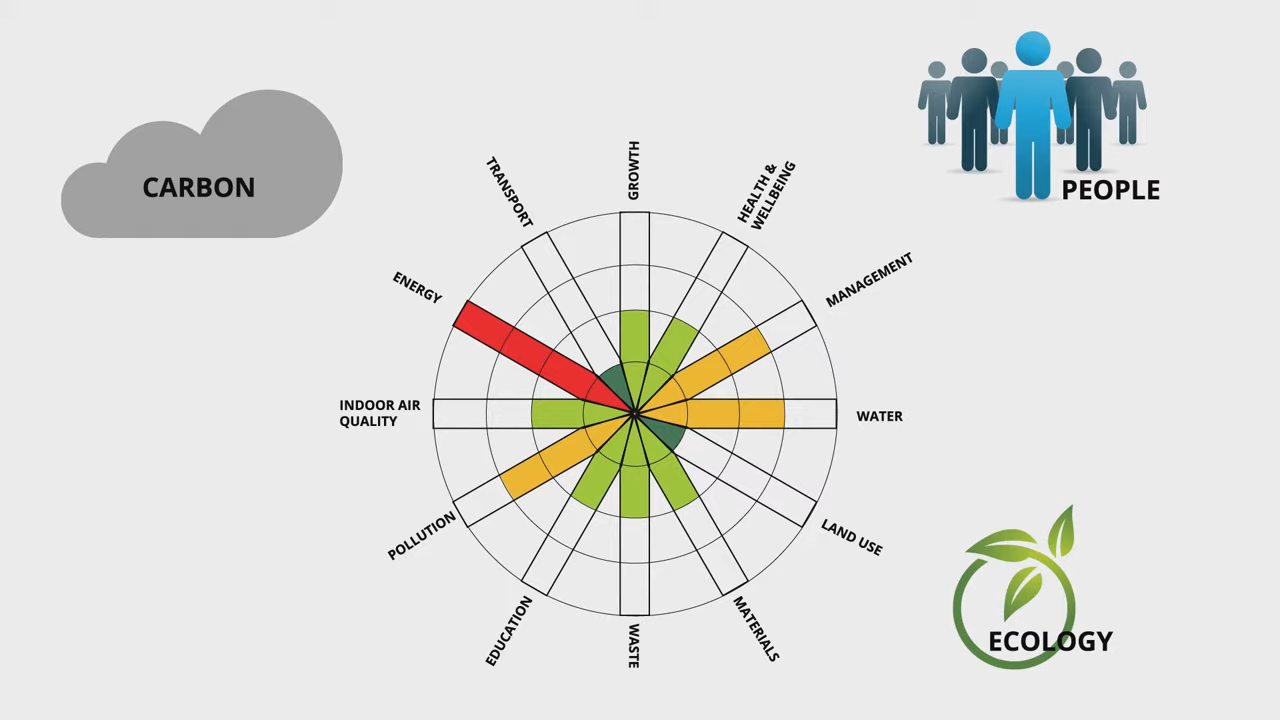 CARBON
PEOPLE
GROWTH
HEALTH &
WELLBEING
MANAGEMENT
WATER
LAND USE
MATERIALS
WASTE
EDUCATION
POLLUTION
INDOOR AIR
QUALITY
ENERGY
TRANSPORT
ECOLOGY